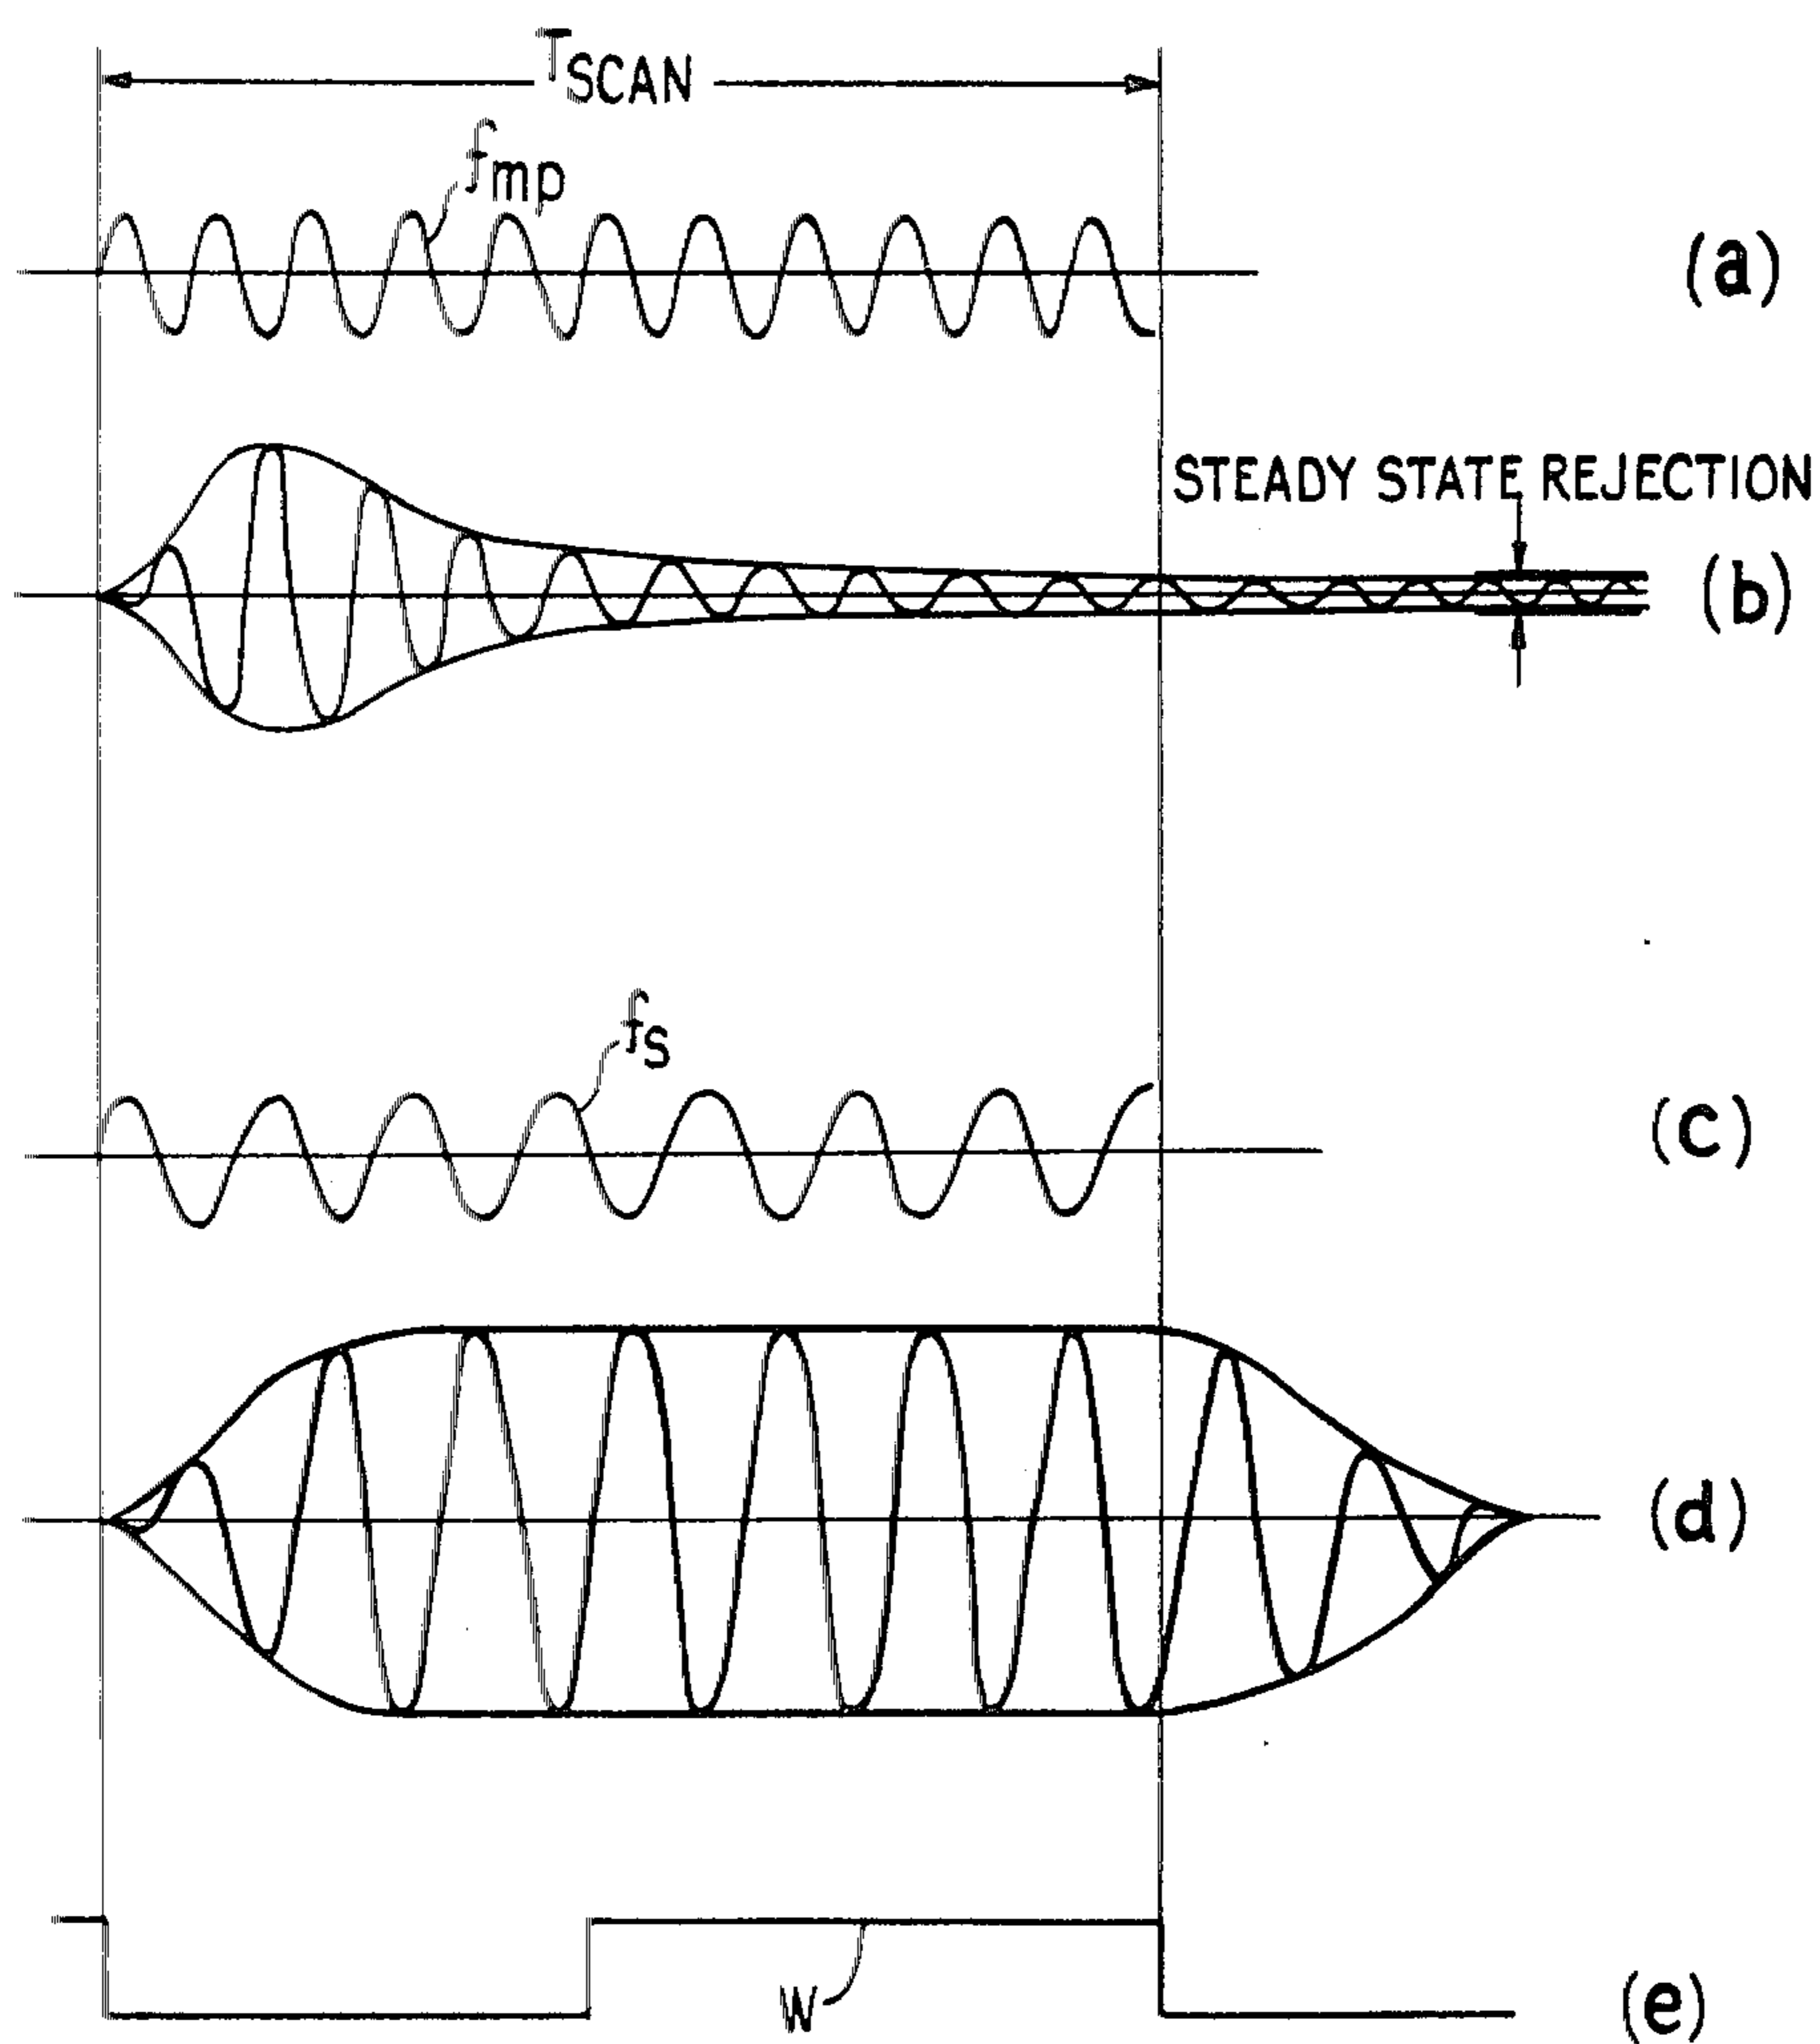 TSCAN
fmp
(a)
STEADY STATE REJECTION
(b)
fs
(c)
(d)
W
(e)